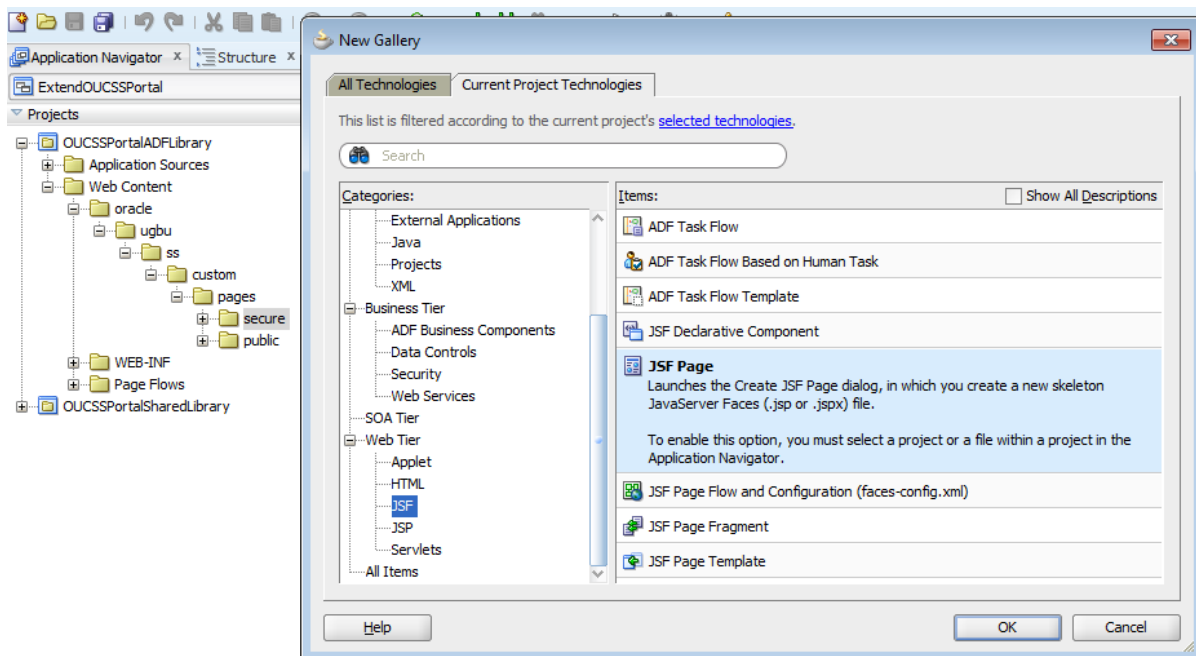 New Gallery
Application Navigator x
Structure x
ExtendOUCSSPortal
Projects
OUCSSPortalADFLibrary
Application Sources
Web Content
oracle
ugbu
ss
custom
pages
secure
public
WEB-INF
Page Flows
OUCSSPortalSharedLibrary
All Technologies
Current Project Technologies
This list is filtered according to the current project's selected technologies.
Search
Categories:
External Applications
Java
Projects
XML
Business Tier
ADF Business Components
Data Controls
Security
Web Services
SOA Tier
Web Tier
Applet
HTML
JSF
JSP
Servlets
All Items
Items:
Show All Descriptions
ADF Task Flow
ADF Task Flow Based on Human Task
ADF Task Flow Template
JSF Declarative Component
JSF Page
Launches the Create JSF Page dialog, in which you create a new skeleton
JavaServer Faces (.jsp or .jspx) file.
To enable this option, you must select a project or a file within a project in the
Application Navigator.
JSF Page Flow and Configuration (faces-config.xml)
JSF Page Fragment
JSF Page Template
Help
OK
Cancel